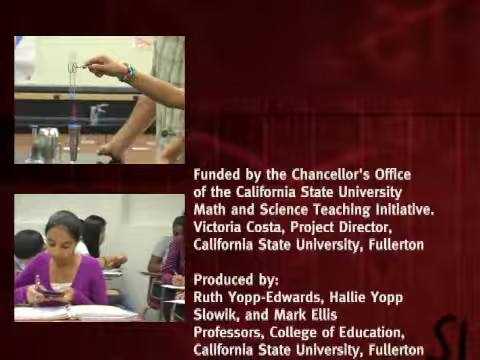 Funded by the Chancellor's Office
of the California State University
Math and Science Teaching Initiative.
Victoria Costa, Project Director,
California State University, Fullerton
Produced by:
Ruth Yopp-Edwards, Hallie Yopp
Slowik, and Mark Ellis
Professors, College of Education,
California State University, Fullerton